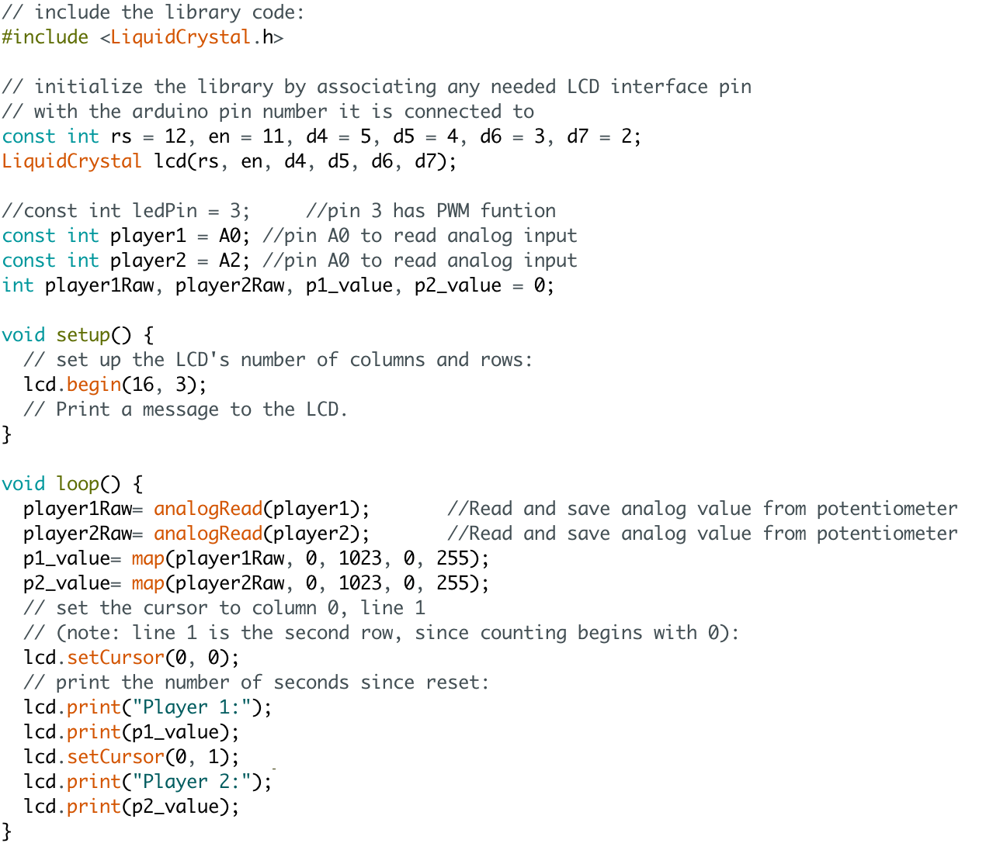 // include the library code:
#include <LiquidCrystal.h>

// initialize the library by associating any needed LCD interface pin
// with the arduino pin number it is connected to
const int rs = 12, en = 11, d4 = 5, d5 = 4, d6 = 3, d7 = 2;
LiquidCrystal lcd(rs, en, d4, d5, d6, d7);

//const int ledPin = 3;     //pin 3 has PWM funtion
const int player1 = A0; //pin A0 to read analog input
const int player2 = A2; //pin A0 to read analog input
int player1Raw, player2Raw, p1_value, p2_value = 0;

void setup() {
  // set up the LCD's number of columns and rows:
  lcd.begin(16, 3);
  // Print a message to the LCD.
}

void loop() {
  player1Raw= analogRead(player1);       //Read and save analog value from potentiometer
  player2Raw= analogRead(player2);       //Read and save analog value from potentiometer
  p1_value= map(player1Raw, 0, 1023, 0, 255);
  p2_value= map(player2Raw, 0, 1023, 0, 255);
  // set the cursor to column 0, line 1
  // (note: line 1 is the second row, since counting begins with 0):
  lcd.setCursor(0, 0);
  // print the number of seconds since reset:
  lcd.print("Player 1:");
  lcd.print(p1_value);
  lcd.setCursor(0, 1);
  lcd.print("Player 2:");
  lcd.print(p2_value);
}